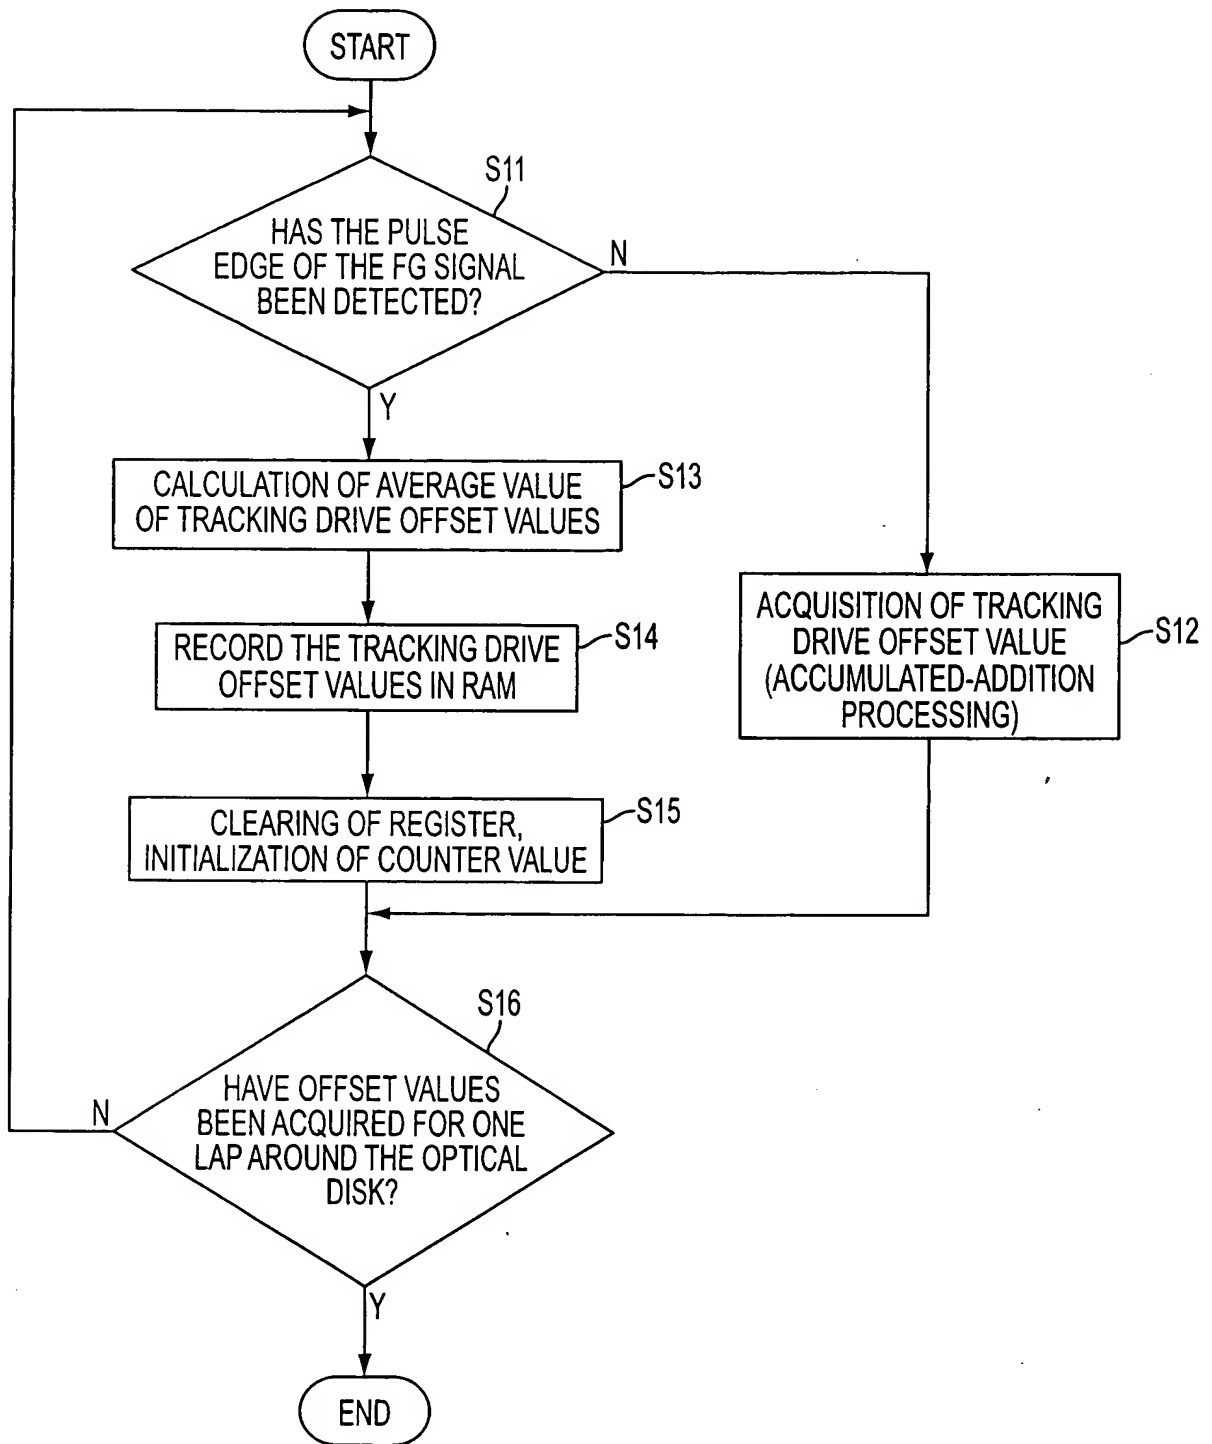 START
S11
HAS THE PULSE
EDGE OF THE FG SIGNAL
BEEN DETECTED?
N
Y
CALCULATION OF AVERAGE VALUE
OF TRACKING DRIVE OFFSET VALUES
S13
RECORD THE TRACKING DRIVE
OFFSET VALUES IN RAM
S14
ACQUISITION OF TRACKING
DRIVE OFFSET VALUE
(ACCUMULATED-ADDITION
PROCESSING)
S12
CLEARING OF REGISTER,
INITIALIZATION OF COUNTER VALUE
S15
S16
HAVE OFFSET VALUES
BEEN ACQUIRED FOR ONE
LAP AROUND THE OPTICAL
DISK?
N
Y
END